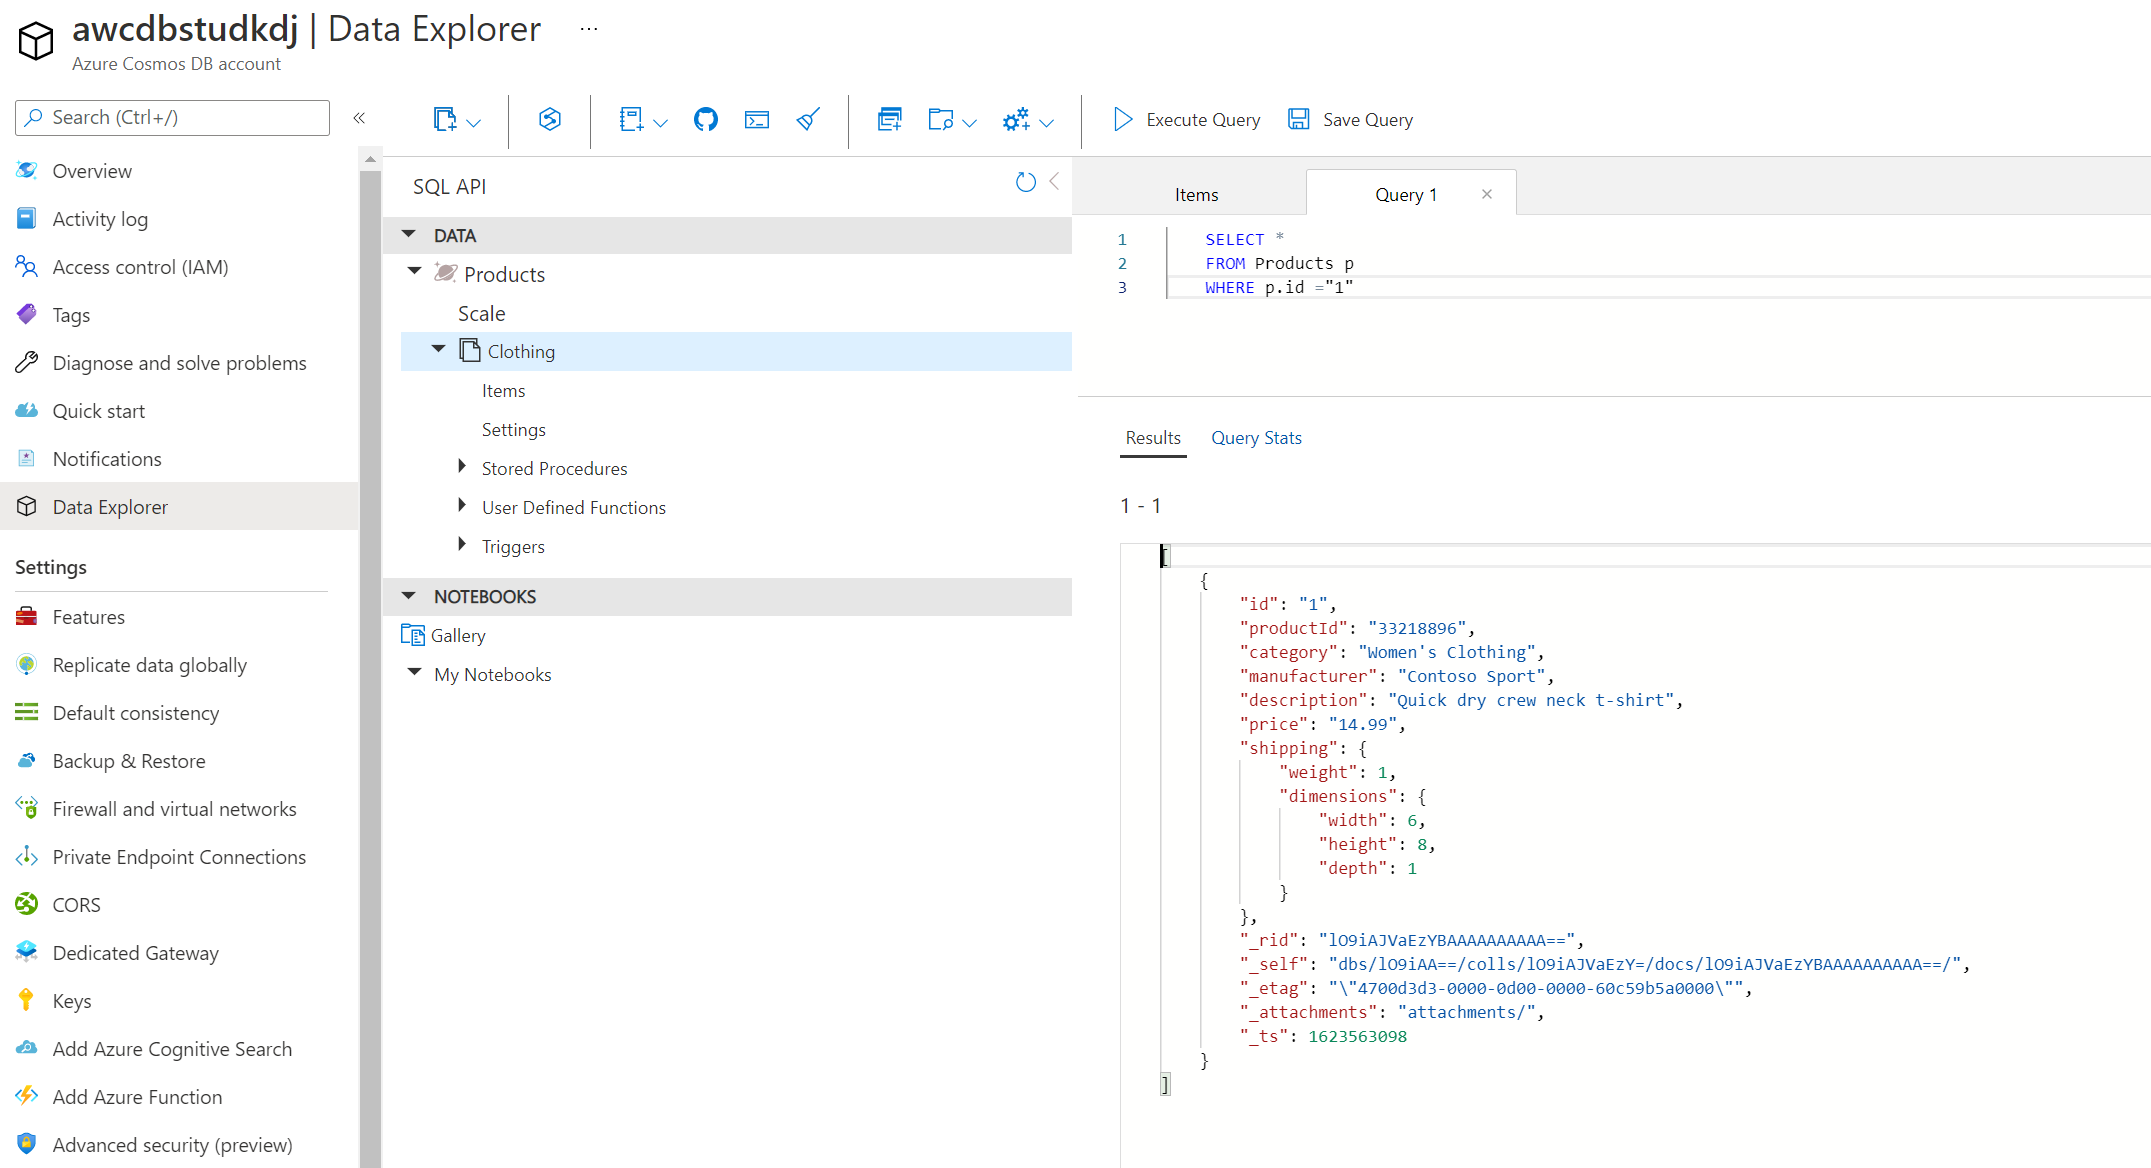 awcdbstudkdj | Data Explorer ...
Azure Cosmos DB account
Search (Ctrl+/)
«
Overview
Activity log
Access control (IAM)
Tags
Diagnose and solve problems
Quick start
Notifications
Data Explorer
Settings
Features
Replicate data globally
Default consistency
Backup & Restore
Firewall and virtual networks
Private Endpoint Connections
CORS
Dedicated Gateway
Keys
Add Azure Cognitive Search
Add Azure Function
Advanced security (preview)
Execute Query
Save Query
SQL API
DATA
Products
Scale
Clothing
Items
Settings
Stored Procedures
User Defined Functions
Triggers
NOTEBOOKS
Gallery
My Notebooks
Items
Query 1
1 SELECT *
2 FROM Products p
3 WHERE p.id ="1"
Results Query Stats
1 - 1
[
{
"id": "1",
"productId": "33218896",
"category": "Women's Clothing",
"manufacturer": "Contoso Sport",
"description": "Quick dry crew neck t-shirt",
"price": "14.99",
"shipping": {
"weight": 1,
"dimensions": {
"width": 6,
"height": 8,
"depth": 1
}
},
"_rid": "lO9iAJVaEzYBAAAAAAAAAA==",
"_self": "dbs/lO9iAA==/colls/lO9iAJVaEzY=/docs/lO9iAJVaEzYBAAAAAAAAAA==/",
"_etag": "\"4700d3d3-0000-0d00-0000-60c59b5a0000\"",
"_attachments": "attachments/",
"_ts": 1623563098
}
]